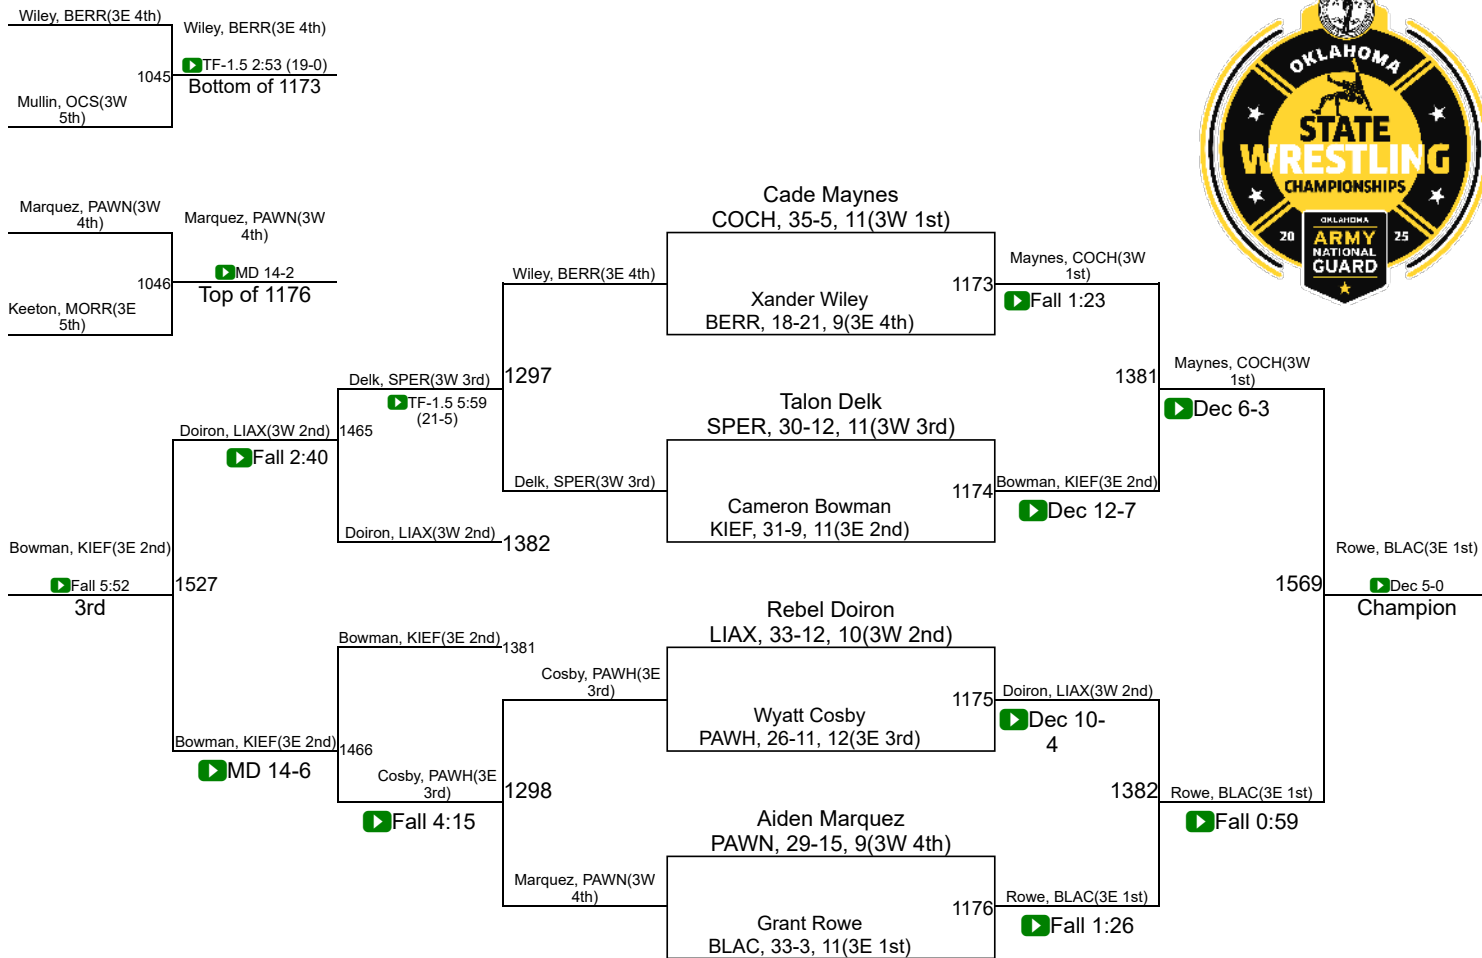 Wiley, BERR(3E 4th)
Wiley, BERR(3E 4th)
1045
TF-1.5 2:53 (19-0)
Bottom of 1173
Mullin, OCS(3W
5th)
OKLAHOMA
STATE
WRESTLING
CHAMPIONSHIPS
OKLAHOMA
20
ARMY
25
NATIONAL
GUARD
Marquez, PAWN(3W
4th)
Marquez, PAWN(3W
4th)
1046
MD 14-2
Top of 1176
Keeton, MORR(3E
5th)
Cade Maynes
COCH, 35-5, 11(3W 1st)
Wiley, BERR(3E 4th)
1173
Maynes, COCH(3W
1st)
Fall 1:23
Xander Wiley
BERR, 18-21, 9(3E 4th)
Delk, SPER(3W 3rd)
1297
TF-1.5 5:59
(21-5)
1381
Maynes, COCH(3W
1st)
Dec 6-3
Talon Delk
SPER, 30-12, 11(3W 3rd)
Doiron, LIAX(3W 2nd)
1465
Fall 2:40
Delk, SPER(3W 3rd)
1174
Bowman, KIEF(3E 2nd)
Dec 12-7
Cameron Bowman
KIEF, 31-9, 11(3E 2nd)
Doiron, LIAX(3W 2nd)
1382
Bowman, KIEF(3E 2nd)
Fall 5:52
3rd
1527
1569
Rowe, BLAC(3E 1st)
Dec 5-0
Champion
Rebel Doiron
LIAX, 33-12, 10(3W 2nd)
Bowman, KIEF(3E 2nd)
1381
Cosby, PAWH(3E
3rd)
1175
Doiron, LIAX(3W 2nd)
Dec 10-
4
Wyatt Cosby
PAWH, 26-11, 12(3E 3rd)
Bowman, KIEF(3E 2nd)
1466
MD 14-6
Cosby, PAWH(3E
3rd)
1298
Fall 4:15
1382
Rowe, BLAC(3E 1st)
Fall 0:59
Aiden Marquez
PAWN, 29-15, 9(3W 4th)
Marquez, PAWN(3W
4th)
1176
Rowe, BLAC(3E 1st)
Fall 1:26
Grant Rowe
BLAC, 33-3, 11(3E 1st)